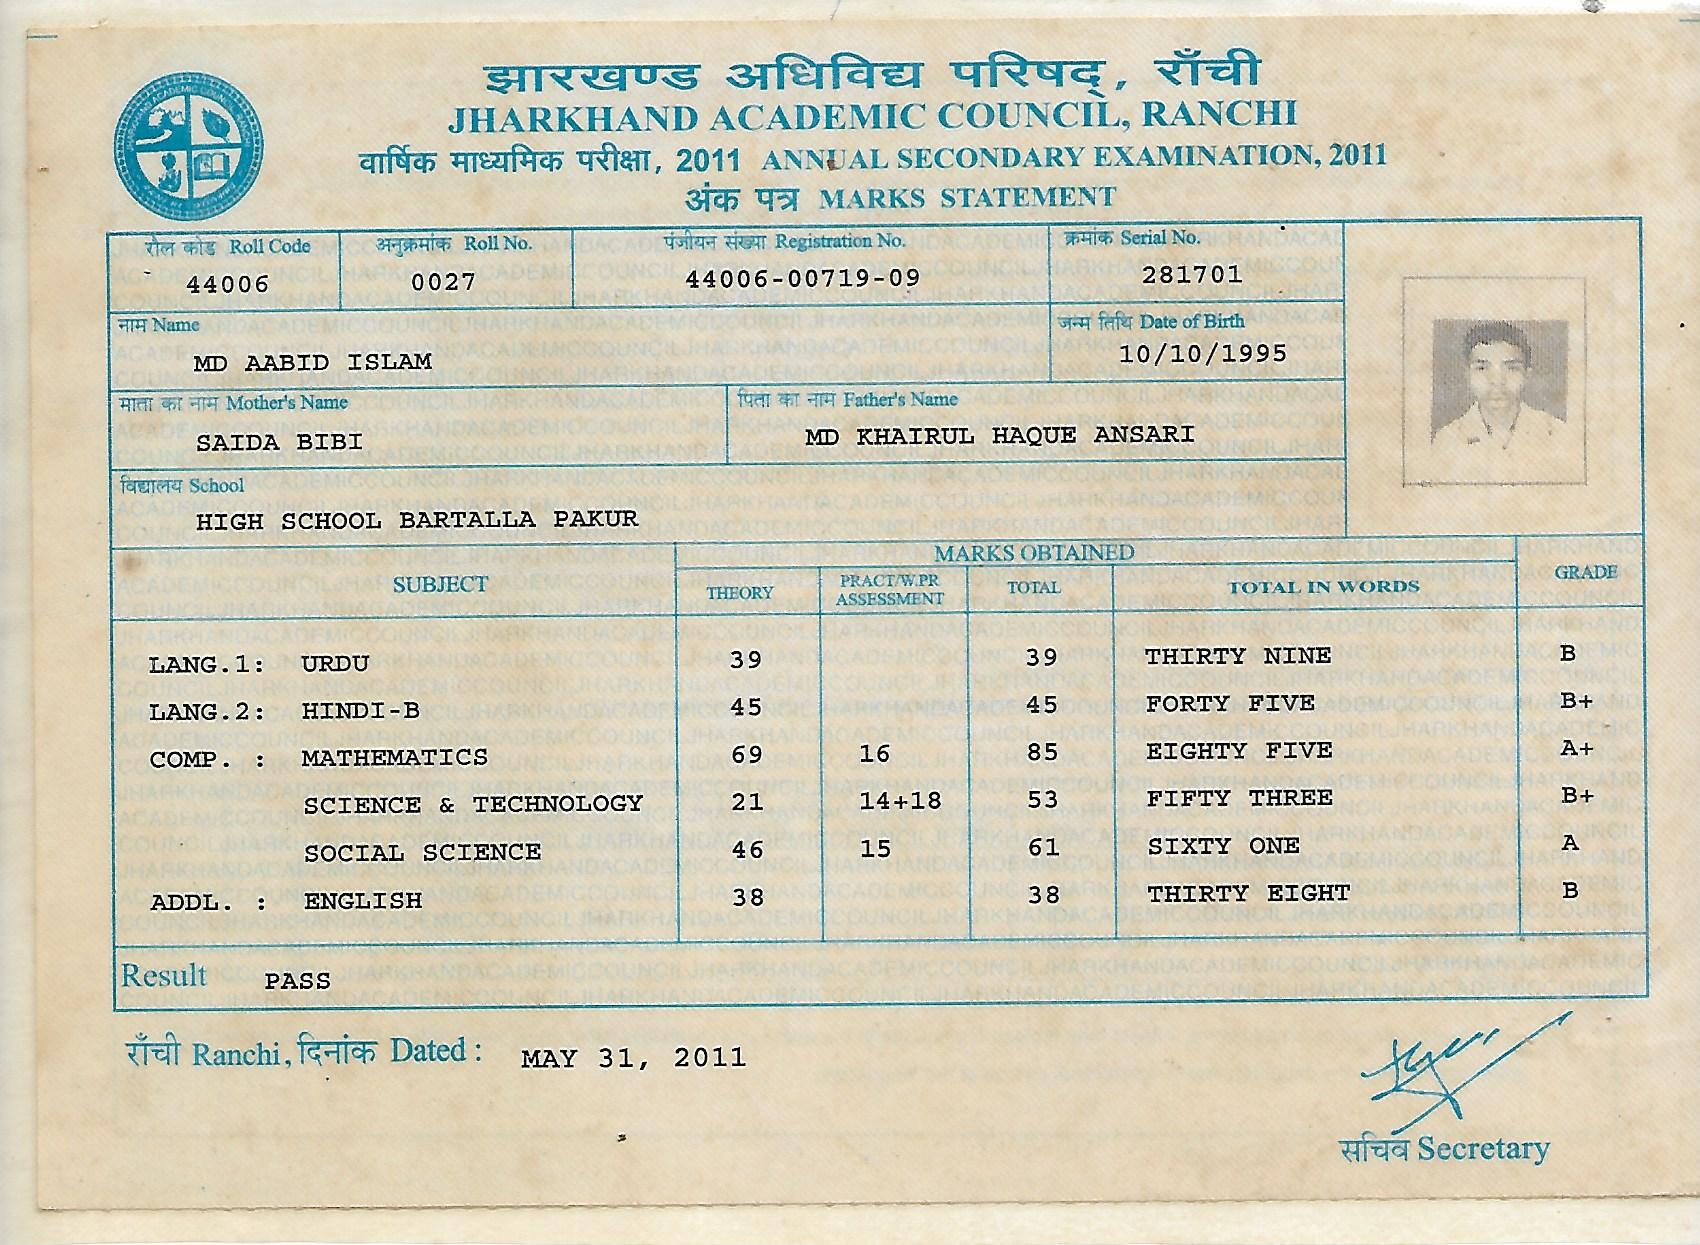 झारखण्ड अधिविद्य परिषद्, राँची
JHARKHAND ACADEMIC COUNCIL, RANCHI
वार्षिक माध्यमिक परीक्षा, 2011 ANNUAL SECONDARY EXAMINATION, 2011
अंक पत्र MARKS STATEMENT
रौल कोड Roll Code अनुक्रमांक Roll No. पंजीयन संख्या Registration No. क्रमांक Serial No.
44006 0027 44006-00719-09 281701
नाम Name जन्म तिथि Date of Birth
MD AABID ISLAM 10/10/1995
माता का नाम Mother's Name पिता का नाम Father's Name
SAIDA BIBI MD KHAIRUL HAQUE ANSARI
विद्यालय School
HIGH SCHOOL BARTALLA PAKUR
MARKS OBTAINED
SUBJECT THEORY PRACT/W.PR ASSESSMENT TOTAL TOTAL IN WORDS GRADE
LANG.1: URDU 39 39 THIRTY NINE B
LANG.2: HINDI-B 45 45 FORTY FIVE B+
COMP. : MATHEMATICS 69 16 85 EIGHTY FIVE A+
SCIENCE & TECHNOLOGY 21 14+18 53 FIFTY THREE B+
SOCIAL SCIENCE 46 15 61 SIXTY ONE A
ADDL. : ENGLISH 38 38 THIRTY EIGHT B
Result PASS
राँची Ranchi, दिनांक Dated : MAY 31, 2011
सचिव Secretary